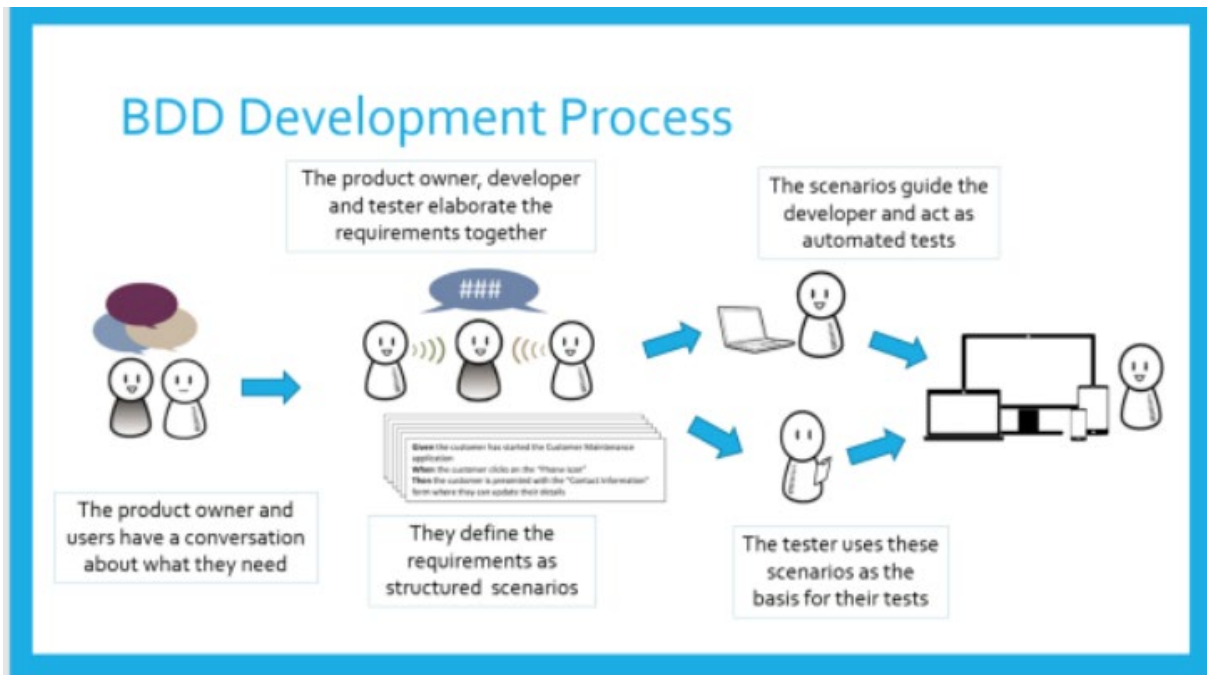 BDD Development Process
The product owner, developer
and tester elaborate the
requirements together
The scenarios guide the
developer and act as
automated tests
###
Given the customer has started the Customer Maintenance
application
When the customer clicks on the "Phone Icon"
Then the customer is presented with the "Contact Information"
form where they can update their details
The product owner and
users have a conversation
about what they need
They define the
requirements as
structured scenarios
The tester uses these
scenarios as the
basis for their tests